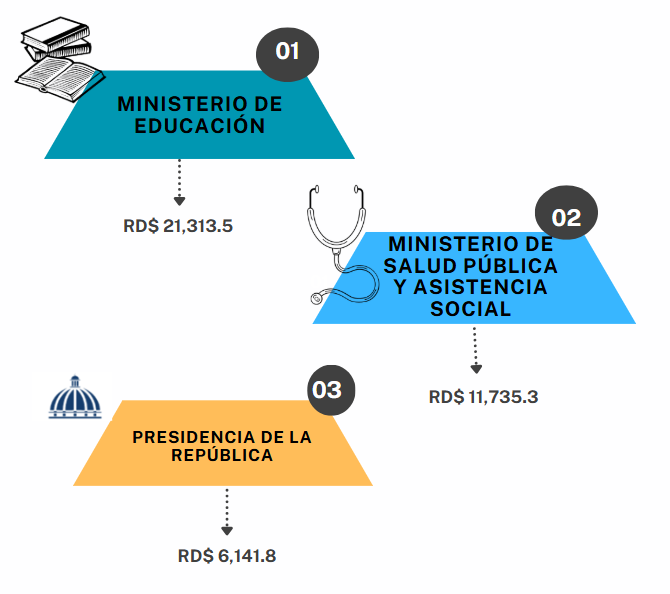 01
MINISTERIO DE
EDUCACIÓN
RD$ 21,313.5
02
MINISTERIO DE
SALUD PÚBLICA
Y ASISTENCIA
SOCIAL
RD$ 11,735.3
03
PRESIDENCIA DE LA
REPÚBLICA
RD$ 6,141.8